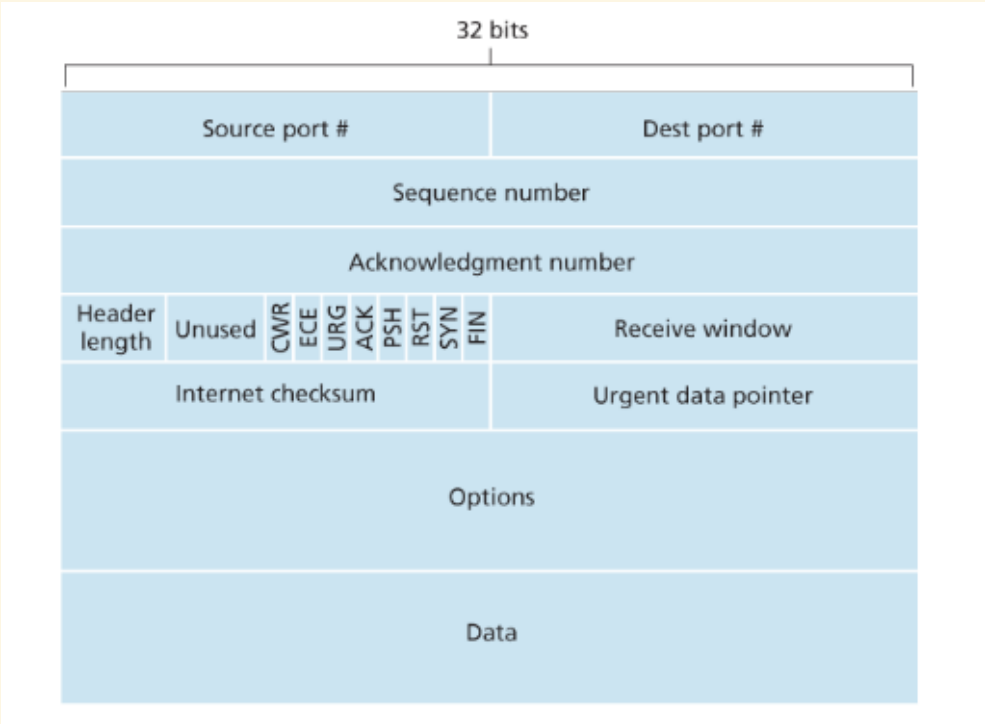 32 bits
Source port #
Dest port #
Sequence number
Acknowledgment number
Header
length
Unused
CWR
ECE
URG
ACK
PSH
RST
SYN
FIN
Receive window
Internet checksum
Urgent data pointer
Options
Data